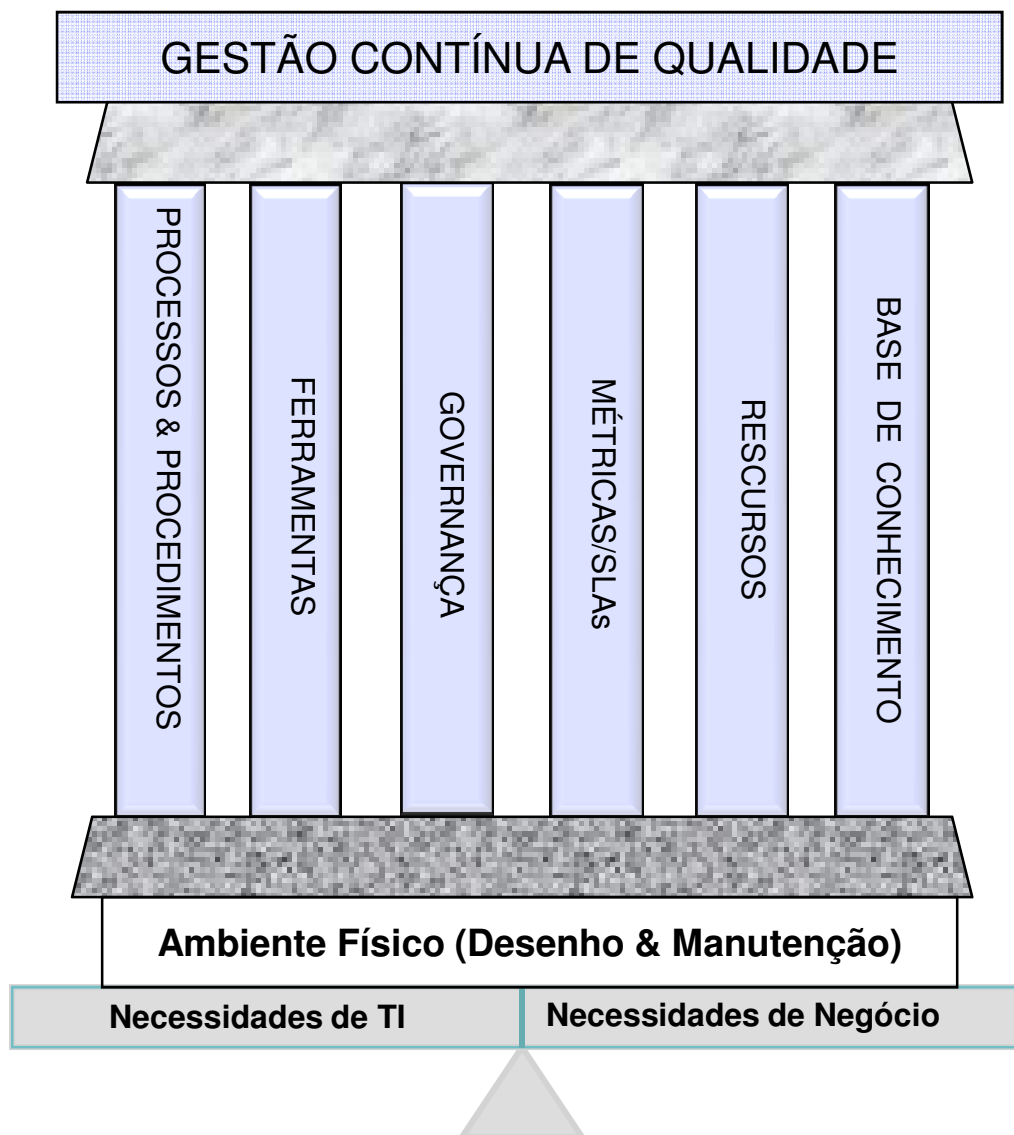 GESTÃO CONTÍNUA DE QUALIDADE
PROCESSOS & PROCEDIMENTOS
FERRAMENTAS
GOVERNANÇA
MÉTRICAS/SLAs
RESCURSOS
BASE DE CONHECIMENTO
Ambiente Físico (Desenho & Manutenção)
Necessidades de TI
Necessidades de Negócio